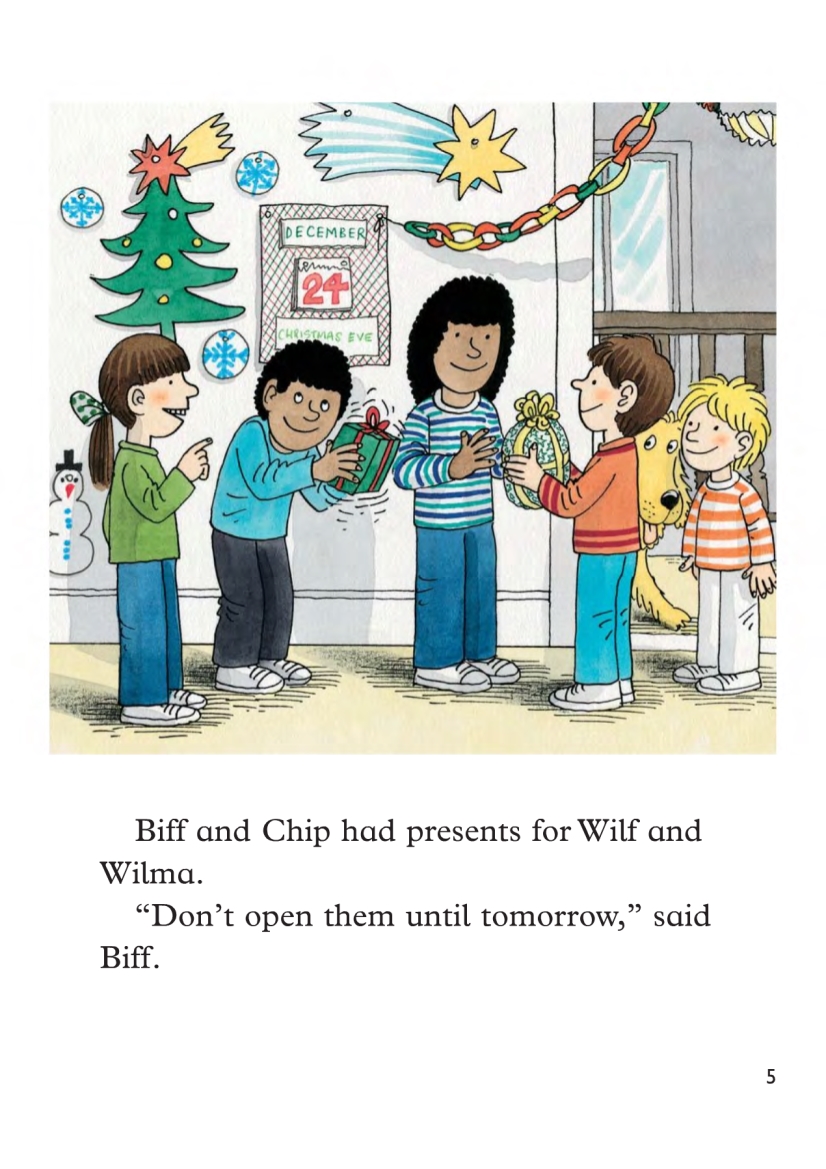 DECEMBER
24
CHRISTMAS EVE
Biff and Chip had presents for Wilf and
Wilma.
“Don’t open them until tomorrow,” said
Biff.
5